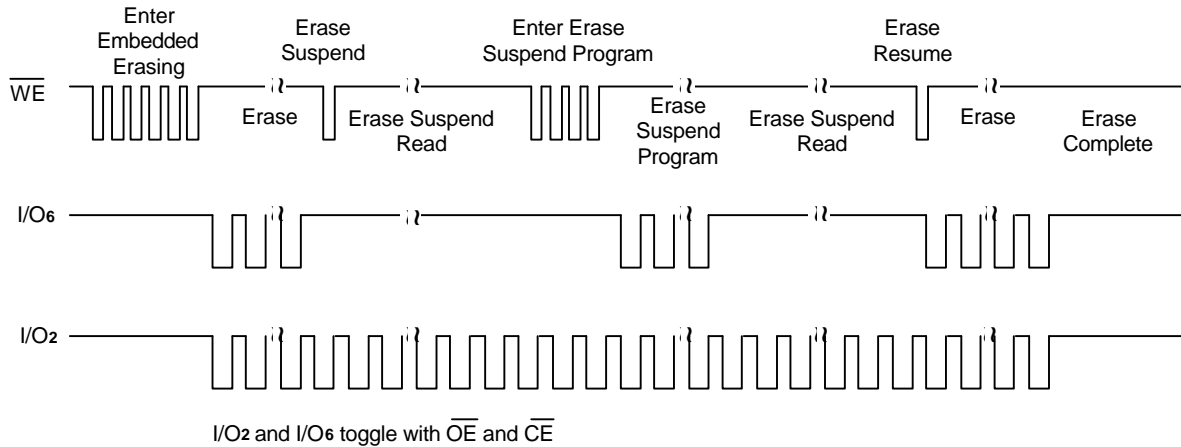 Enter
Embedded
Erasing
Erase
Suspend
Enter Erase
Suspend Program
Erase
Resume
WE
Erase
Erase Suspend
Read
Erase
Suspend
Program
Erase Suspend
Read
Erase
Erase
Complete
I/O6
I/O2
I/O2 and I/O6 toggle with OE and CE